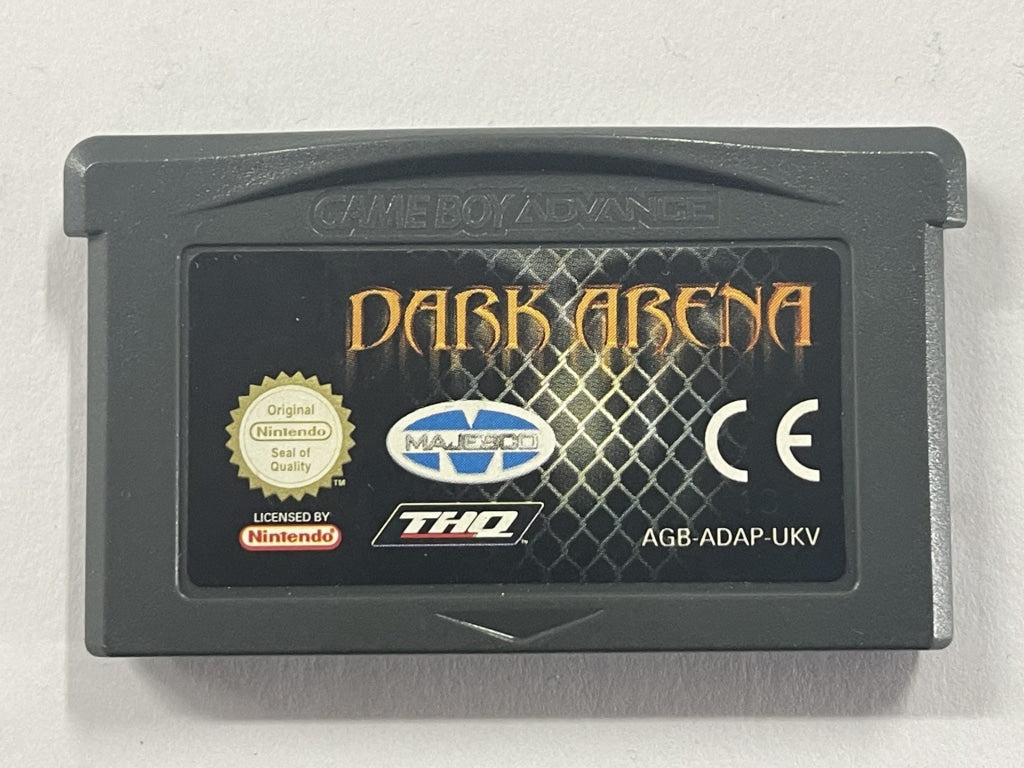 GAME BOY ADVANCE
DARK ARENA
Original
Nintendo
Seal of
Quality
TM
MAJESCO
CE
LICENSED BY
Nintendo
THQ
AGB-ADAP-UKV